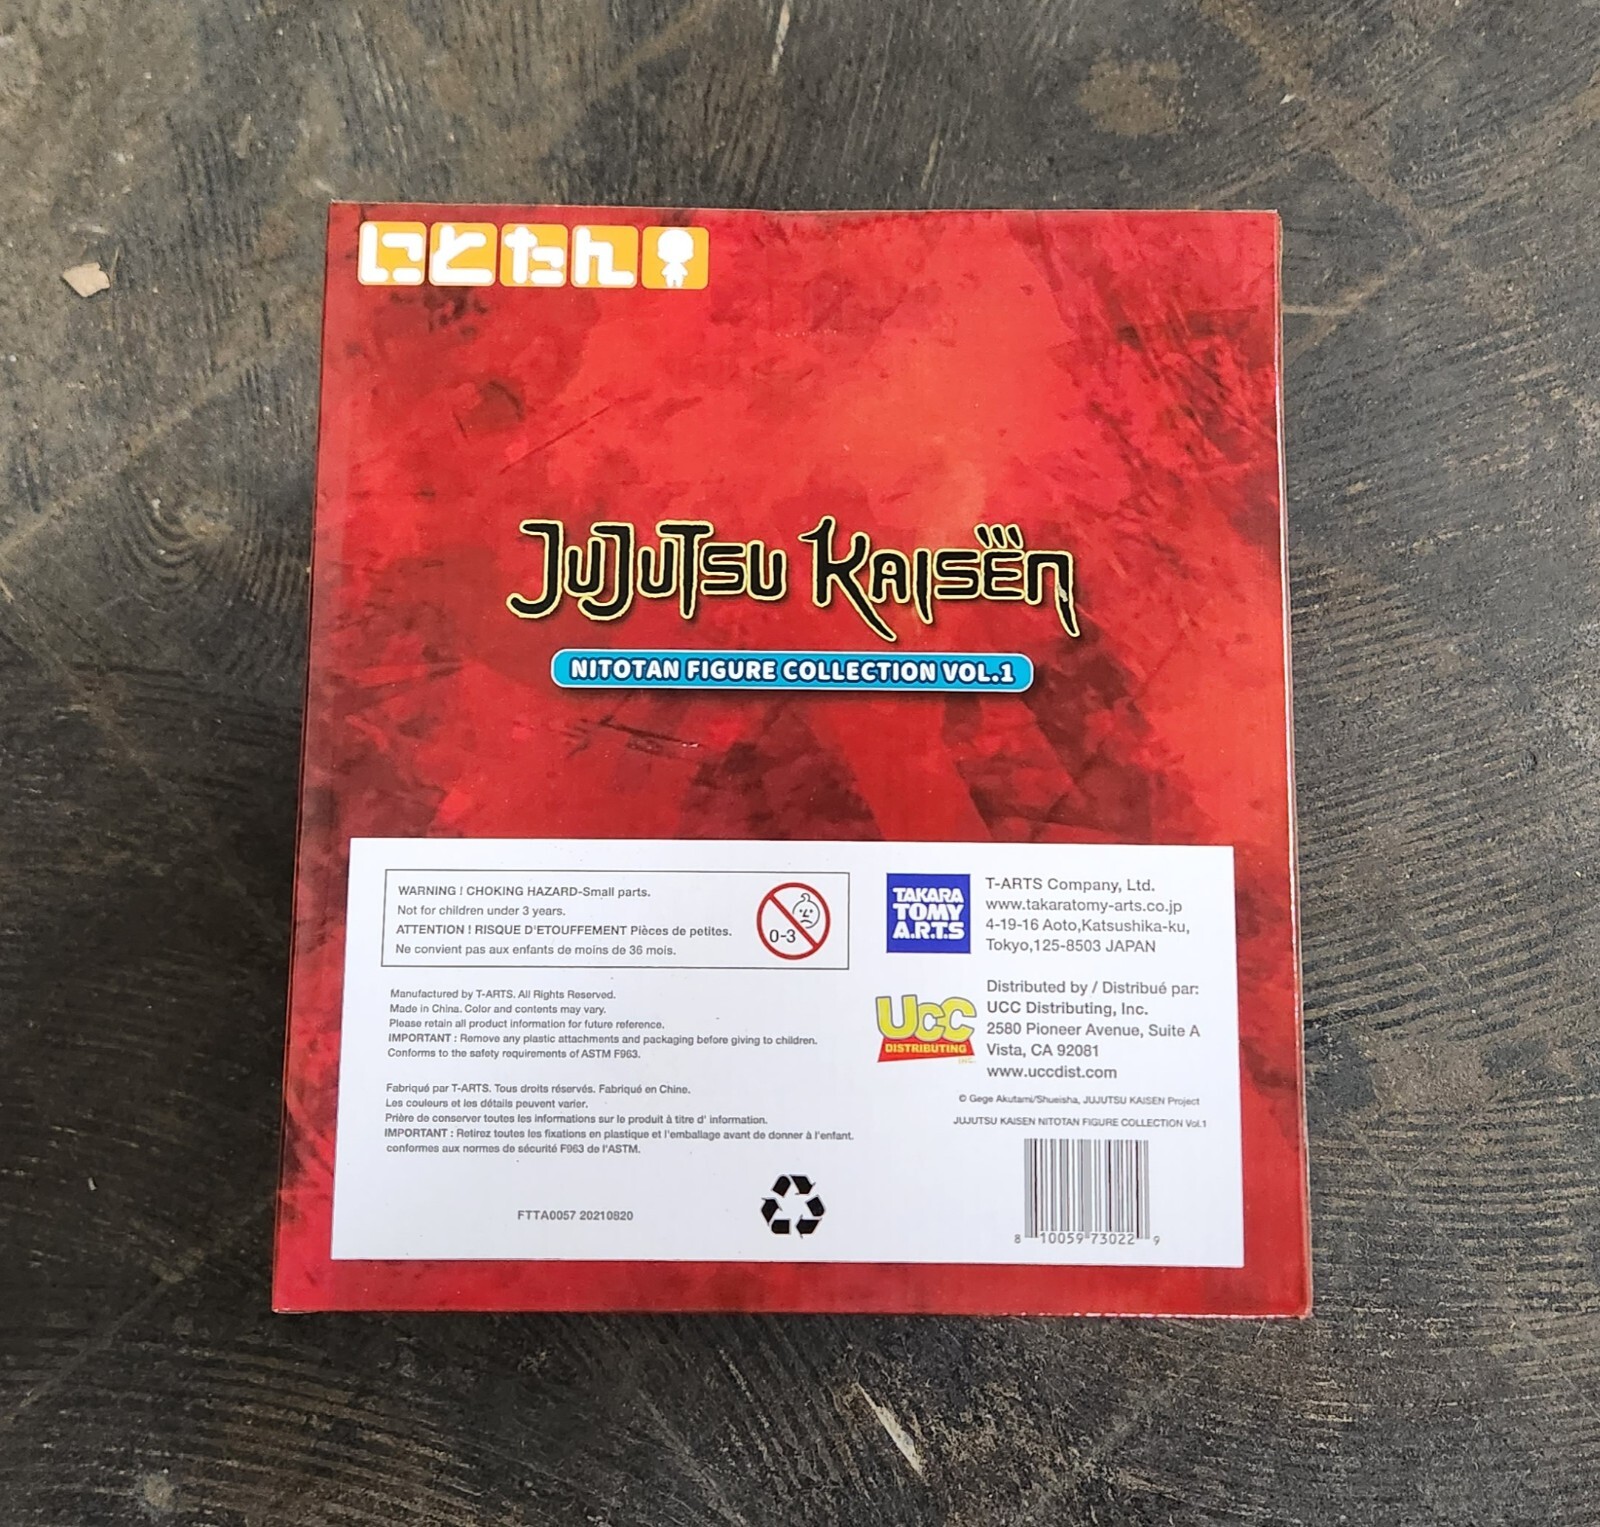 にとたん
JUJUTSU KAISEN
NITOTAN FIGURE COLLECTION VOL.1
WARNING ! CHOKING HAZARD-Small parts.
Not for children under 3 years.
ATTENTION ! RISQUE D'ETOUFFEMENT Pièces de petites.
Ne convient pas aux enfants de moins de 36 mois.
0-3
Manufactured by T-ARTS. All Rights Reserved.
Made in China. Color and contents may vary.
Please retain all product information for future reference.
IMPORTANT : Remove any plastic attachments and packaging before giving to children.
Conforms to the safety requirements of ASTM F963.
Fabriqué par T-ARTS. Tous droits réservés. Fabriqué en Chine.
Les couleurs et les détails peuvent varier.
Prière de conserver toutes les informations sur le produit à titre d' information.
IMPORTANT : Retirez toutes les fixations en plastique et l'emballage avant de donner à l'enfant.
conformes aux normes de sécurité F963 de l'ASTM.
FTTA0057 20210820
TAKARA
TOMY
A.R.T.S
T-ARTS Company, Ltd.
www.takaratomy-arts.co.jp
4-19-16 Aoto,Katsushika-ku,
Tokyo,125-8503 JAPAN
UCC
DISTRIBUTING
INC.
Distributed by / Distribué par:
UCC Distributing, Inc.
2580 Pioneer Avenue, Suite A
Vista, CA 92081
www.uccdist.com
© Gege Akutami/Shueisha, JUJUTSU KAISEN Project
JUJUTSU KAISEN NITOTAN FIGURE COLLECTION Vol.1
8 10059 73022 9